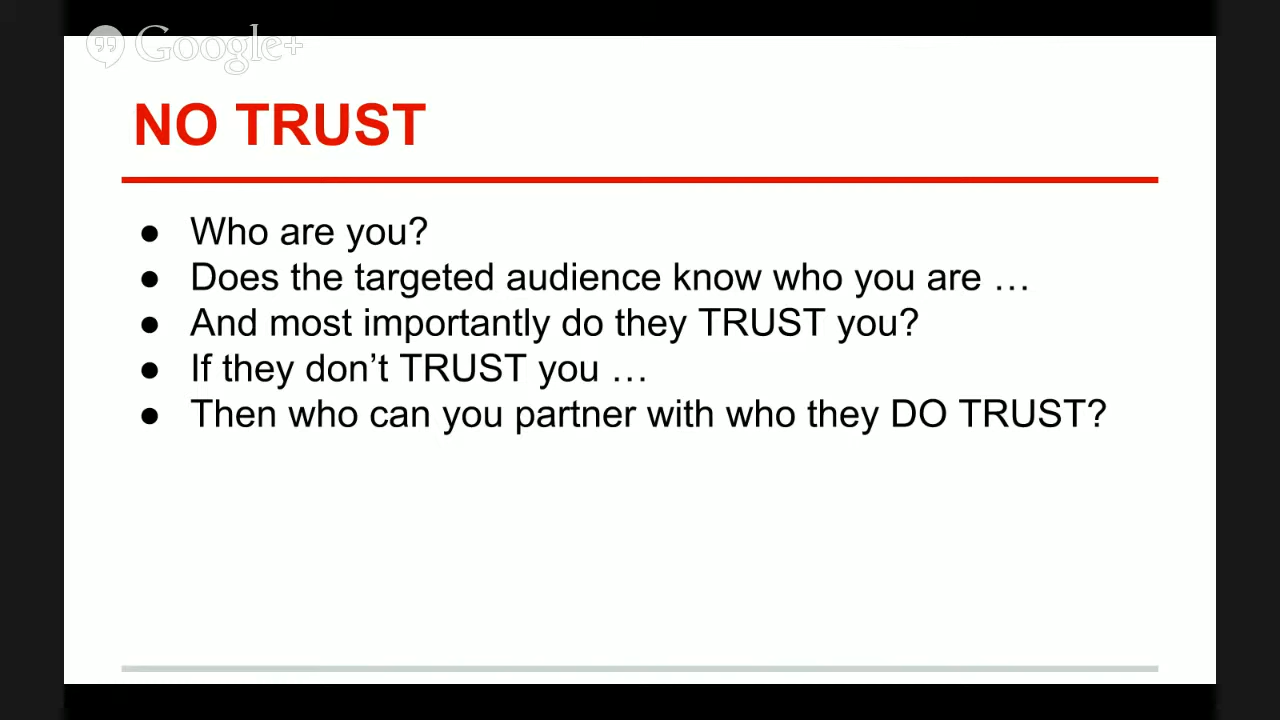 Google+
NO TRUST
● Who are you?
● Does the targeted audience know who you are …
● And most importantly do they TRUST you?
● If they don’t TRUST you …
● Then who can you partner with who they DO TRUST?